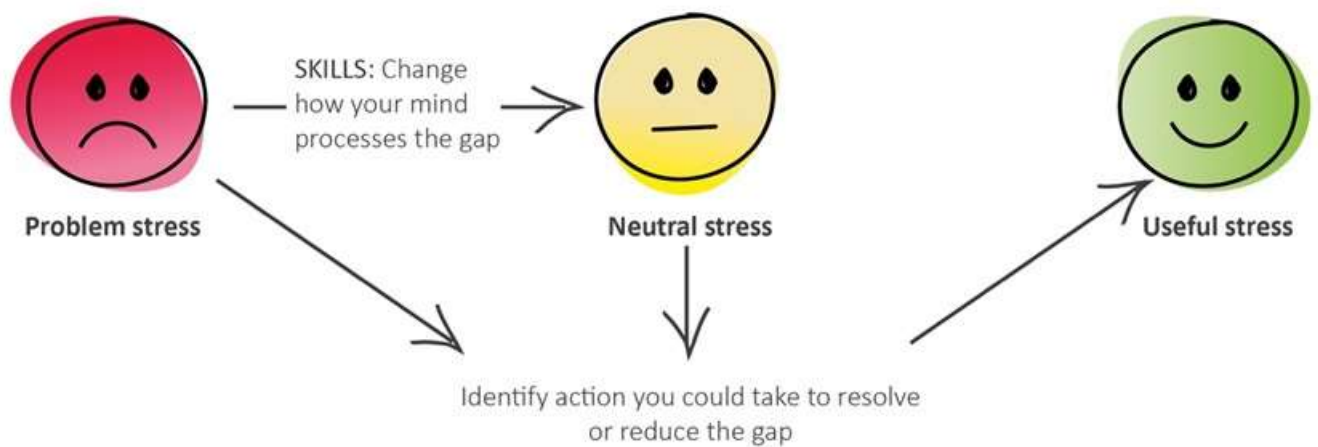 SKILLS: Change
how your mind
processes the gap
Problem stress
Neutral stress
Useful stress
Identify action you could take to resolve
or reduce the gap